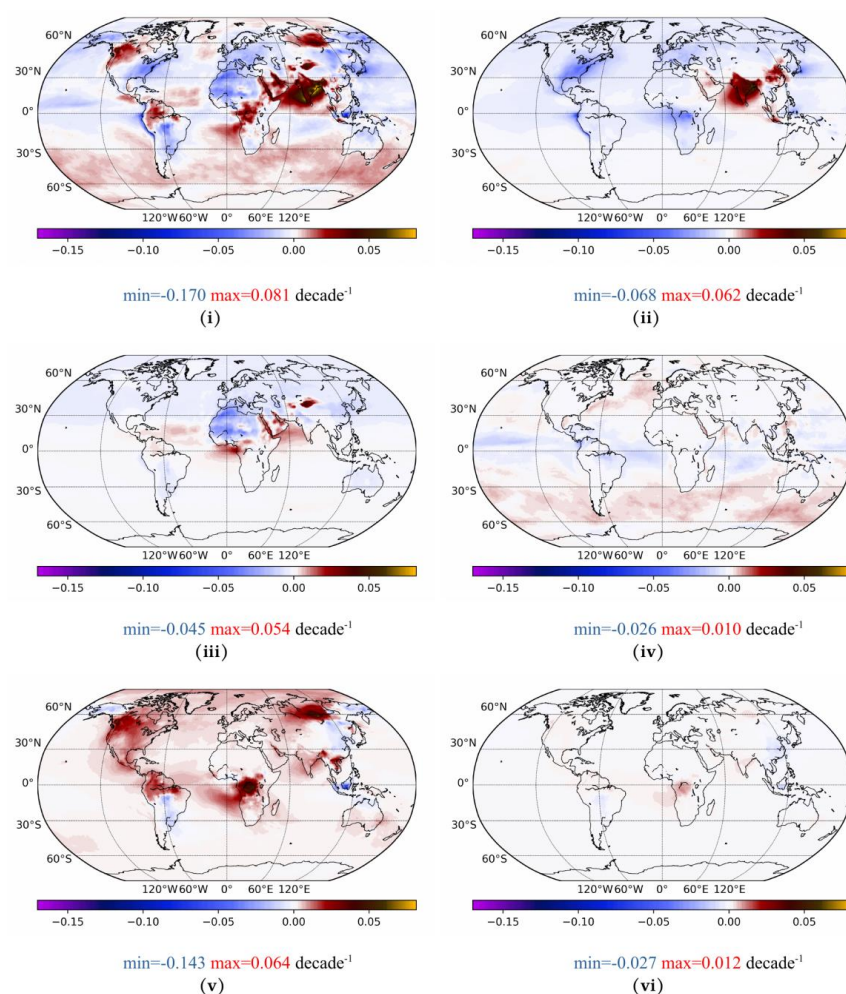 60°N 60°N
30°N 30°N
0° 0°
30°S 30°S
60°S 60°S
120°W 60°W 0° 60°E 120°E 120°W 60°W 0° 60°E 120°E
−0.15 −0.10 −0.05 0.00 0.05 −0.15 −0.10 −0.05 0.00 0.05
min=-0.170 max=0.081 decade⁻¹ min=-0.068 max=0.062 decade⁻¹
(i) (ii)
60°N 60°N
30°N 30°N
0° 0°
30°S 30°S
60°S 60°S
120°W 60°W 0° 60°E 120°E 120°W 60°W 0° 60°E 120°E
−0.15 −0.10 −0.05 0.00 0.05 −0.15 −0.10 −0.05 0.00 0.05
min=-0.045 max=0.054 decade⁻¹ min=-0.026 max=0.010 decade⁻¹
(iii) (iv)
60°N 60°N
30°N 30°N
0° 0°
30°S 30°S
60°S 60°S
120°W 60°W 0° 60°E 120°E 120°W 60°W 0° 60°E 120°E
−0.15 −0.10 −0.05 0.00 0.05 −0.15 −0.10 −0.05 0.00 0.05
min=-0.143 max=0.064 decade⁻¹ min=-0.027 max=0.012 decade⁻¹
(v) (vi)